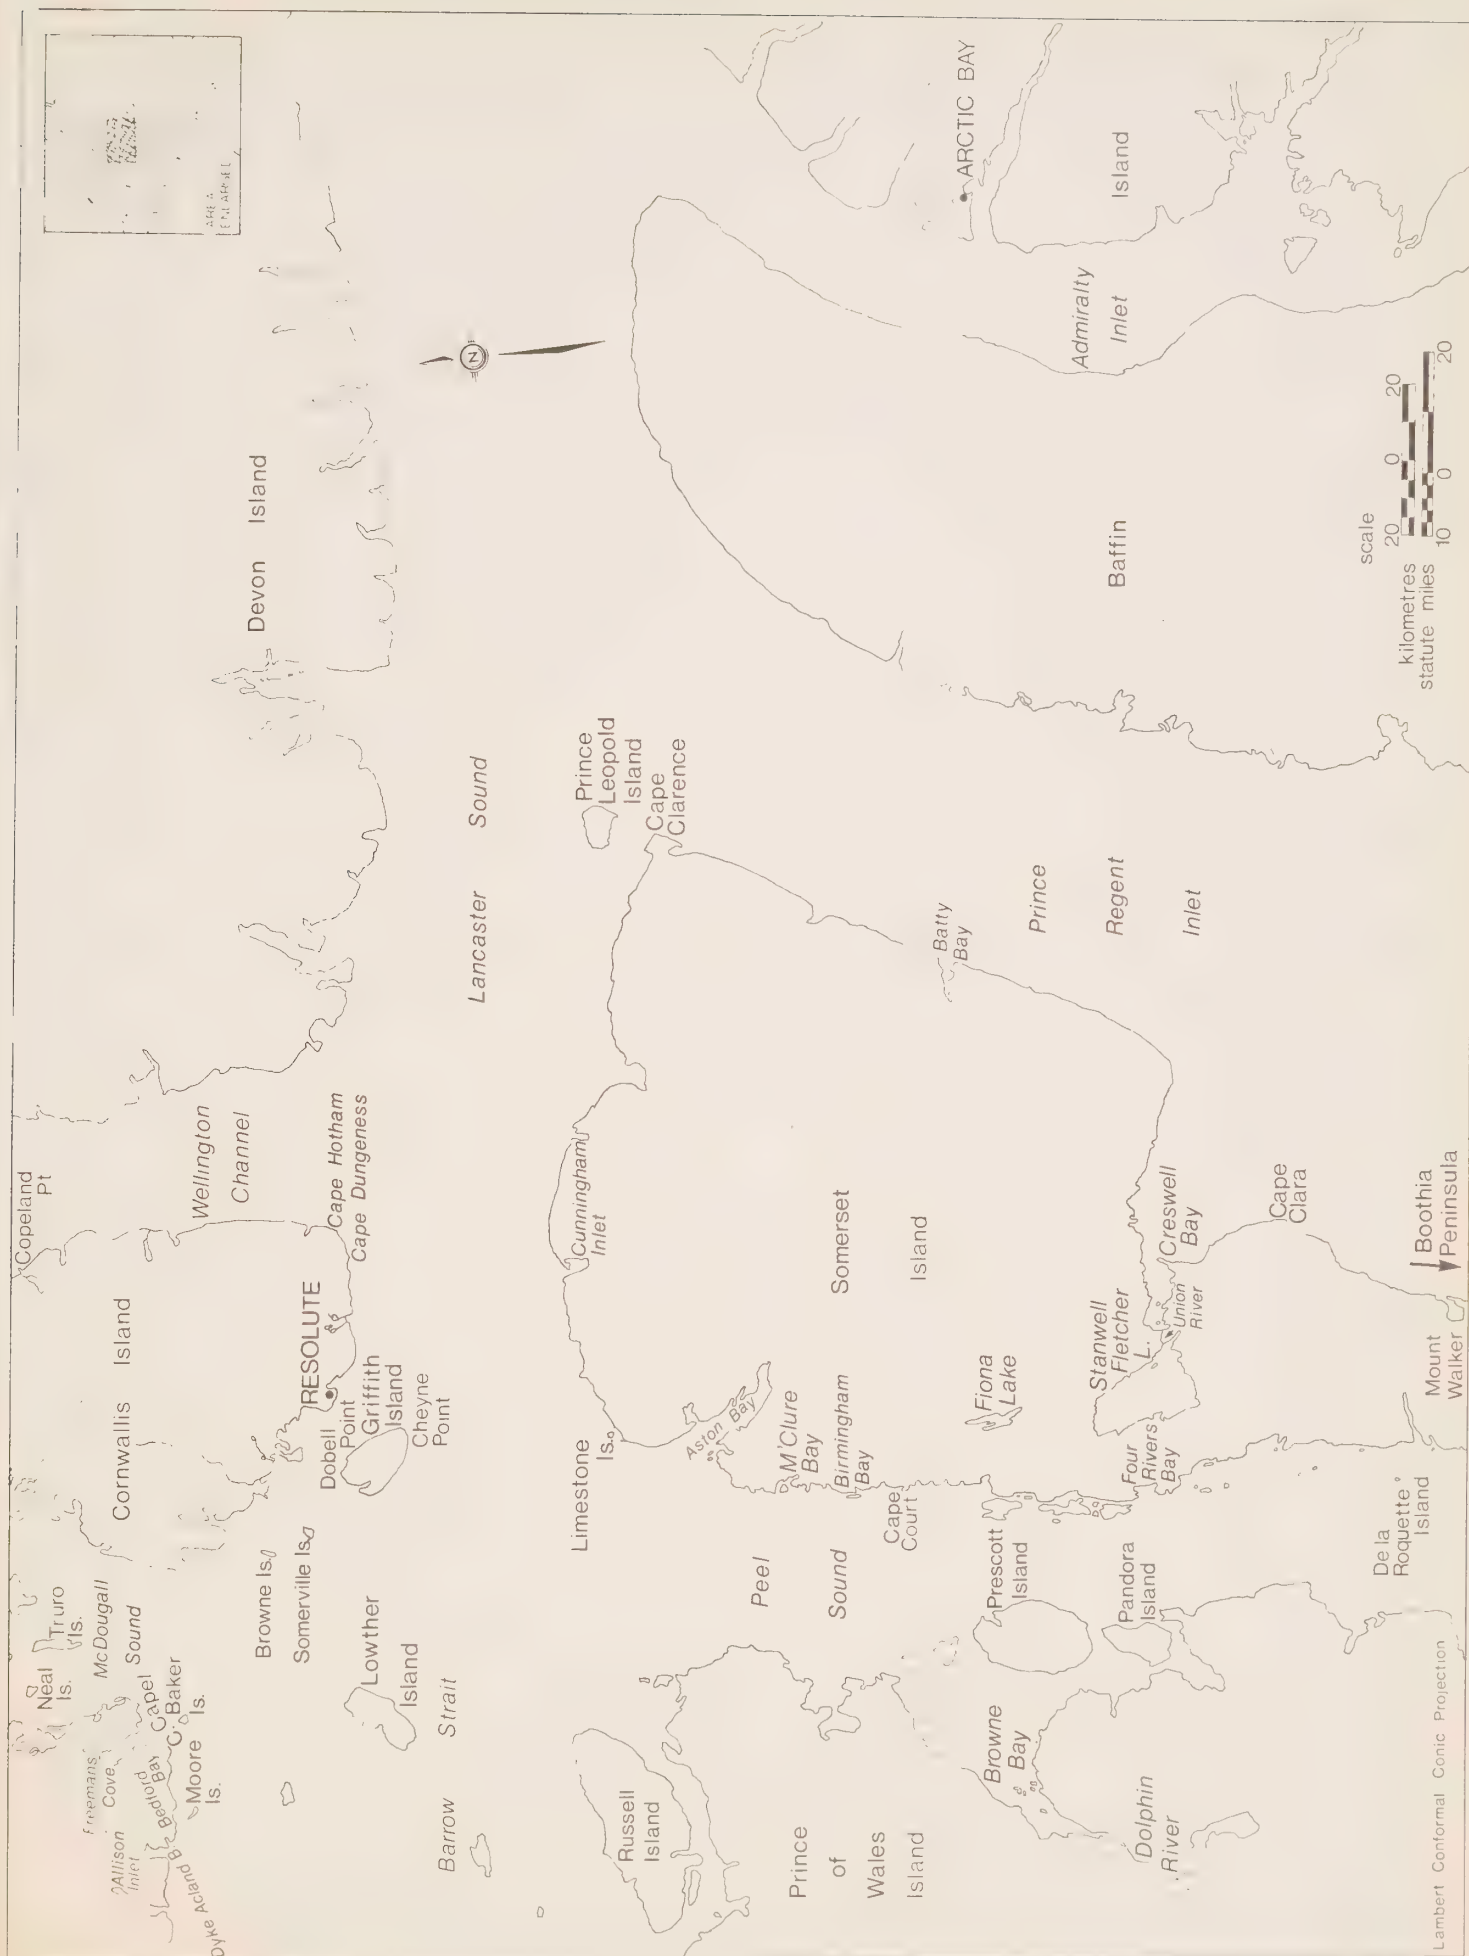 AREA
ENLARGED
Copeland
Pt
Cornwallis Island
Wellington
Channel
Devon Island
Truro
Is.
Neal
Is.
McDougall
Sound
Freemans
Cove
Allison
Inlet
Bedford
Bay
Capel
C. Baker
Moore
Is.
Is.
Dyke Acland B.
Browne Is.
Somerville Is.
RESOLUTE
Cape Hotham
Cape Dungeness
Dobell
Point
Griffith
Island
Cheyne
Point
Lowther
Island
Barrow Strait
Lancaster Sound
N
Prince
Leopold
Island
Cape
Clarence
Limestone
Is.
Cunningham
Inlet
Aston Bay
M'Clure
Bay
Birmingham
Bay
Cape
Court
Peel
Sound
Russell
Island
Prince
of
Wales
Island
Somerset
Island
Fiona
Lake
Batty
Bay
Prince
Regent
Inlet
ARCTIC BAY
Admiralty
Inlet
Baffin Island
Prescott
Island
Pandora
Island
Browne
Bay
Dolphin
River
Stanwell
Fletcher
L.
Four
Rivers
Bay
Union
River
Creswell
Bay
Cape
Clara
De la
Roquette
Island
Mount
Walker
Boothia
Peninsula
scale
20 0 20
kilometres
statute miles
10 0 20
Lambert Conformal Conic Projection